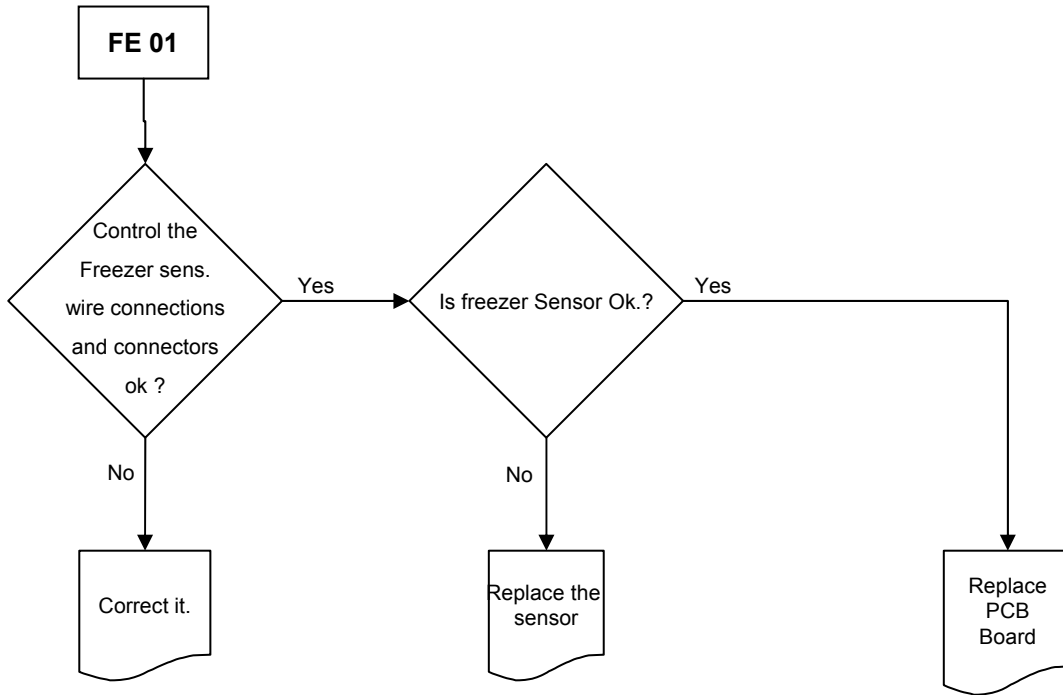 FE 01
Control the
Freezer sens.
wire connections
and connectors
ok ?
Yes
Is freezer Sensor Ok.?
Yes
No
No
Correct it.
Replace the
sensor
Replace
PCB
Board